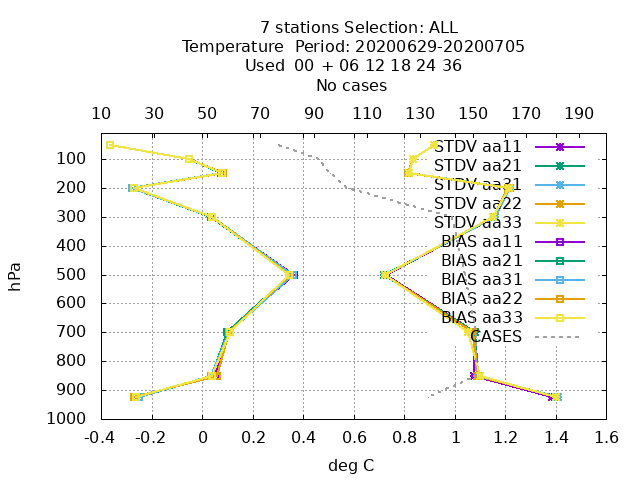 7 stations Selection: ALL
Temperature  Period: 20200629-20200705
Used  00 + 06 12 18 24 36
No cases
10 30 50 70 90 110 130 150 170 190
STDV aa11
100
STDV aa21
STDV aa31
200
STDV aa22
300
STDV aa33
400
BIAS aa11
BIAS aa21
500
BIAS aa31
600
BIAS aa22
BIAS aa33
700
CASES
800
900
1000
hPa
-0.4 -0.2 0 0.2 0.4 0.6 0.8 1 1.2 1.4 1.6
deg C